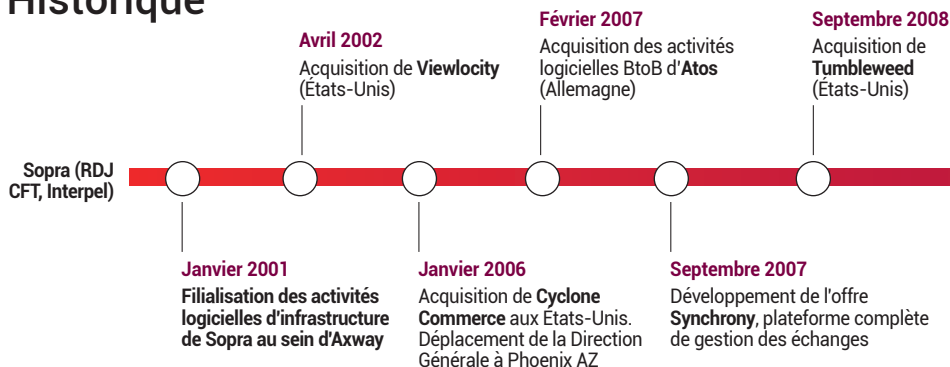 Historique
Février 2007
Acquisition des activités
logicielles BtoB d'Atos
(Allemagne)
Septembre 2008
Acquisition de
Tumbleweed
(États-Unis)
Avril 2002
Acquisition de Viewlocity
(États-Unis)
Sopra (RDJ
CFT, Interpel)
Janvier 2001
Filialisation des activités
logicielles d'infrastructure
de Sopra au sein d'Axway
Janvier 2006
Acquisition de Cyclone
Commerce aux États-Unis.
Déplacement de la Direction
Générale à Phoenix AZ
Septembre 2007
Développement de l'offre
Synchrony, plateforme complète
de gestion des échanges